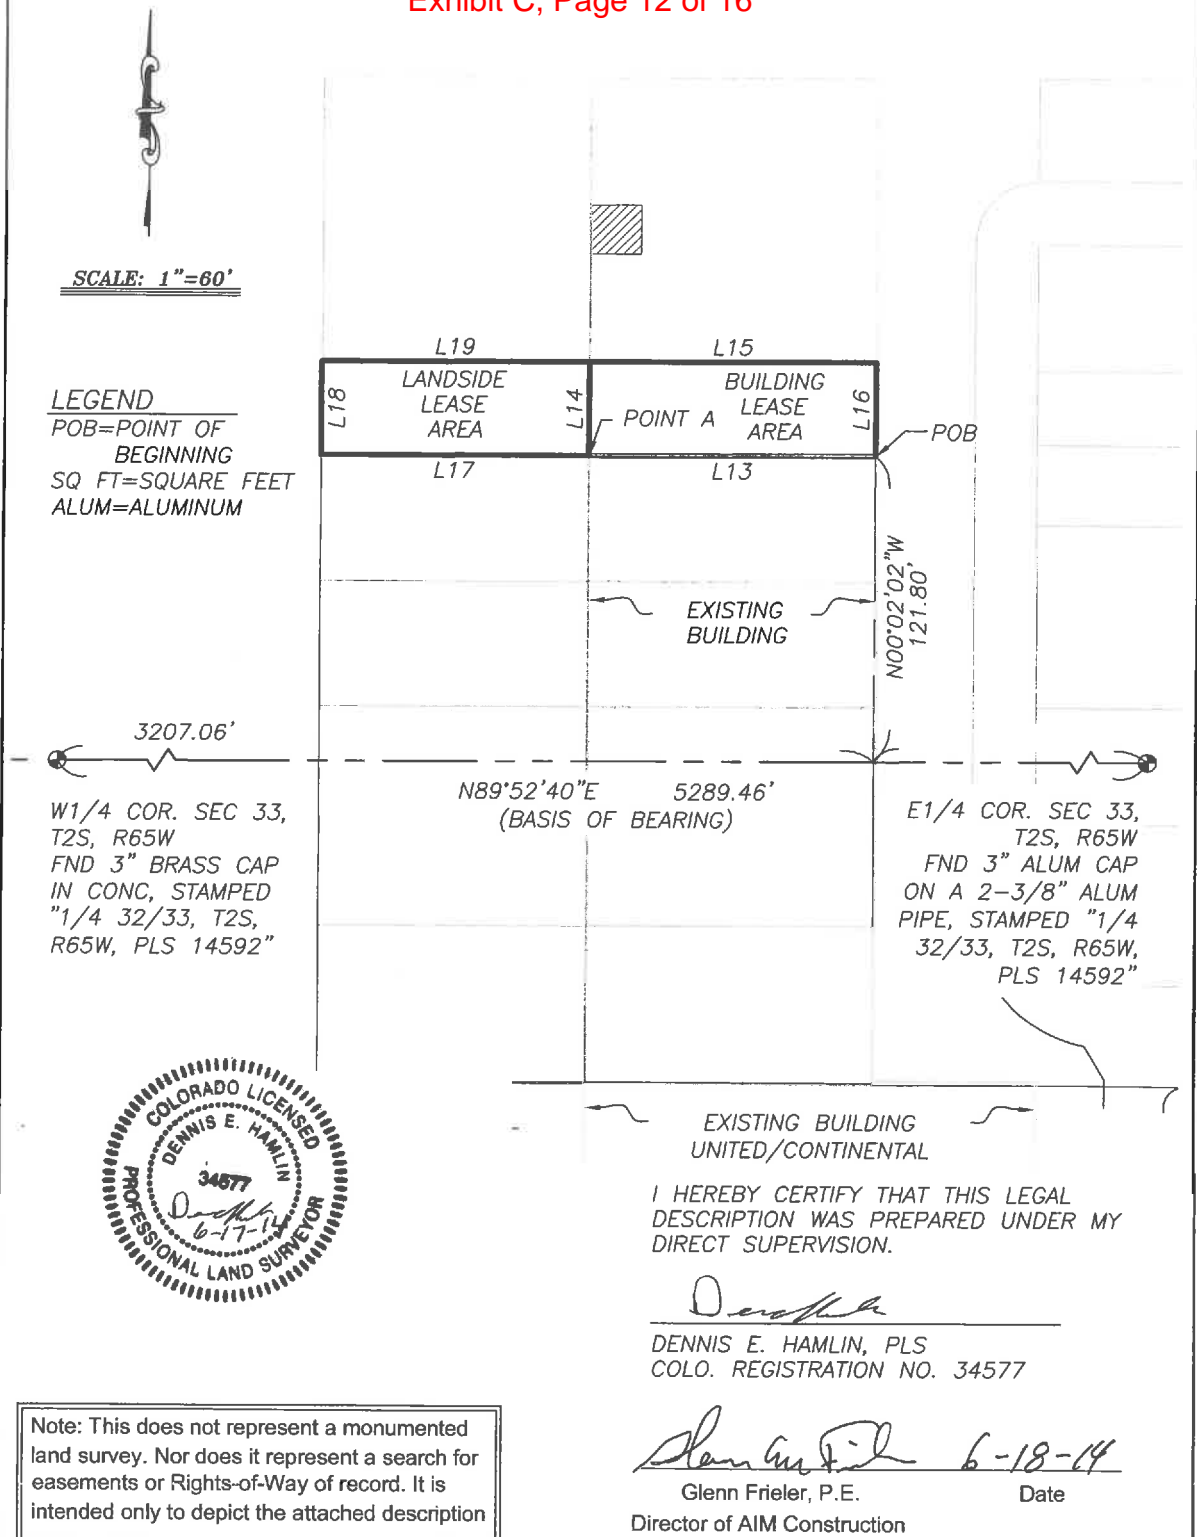 Exhibit C, Page 12 of 16
SCALE: 1"=60'
LEGEND
POB=POINT OF
BEGINNING
SQ FT=SQUARE FEET
ALUM=ALUMINUM
L19
L15
L18
LANDSIDE
LEASE
AREA
L14
POINT A
BUILDING
LEASE
AREA
L16
POB
L17
L13
N00°02'02"W
121.80'
EXISTING
BUILDING
3207.06'
N89°52'40"E 5289.46'
(BASIS OF BEARING)
W1/4 COR. SEC 33,
T2S, R65W
FND 3" BRASS CAP
IN CONC, STAMPED
"1/4 32/33, T2S,
R65W, PLS 14592"
E1/4 COR. SEC 33,
T2S, R65W
FND 3" ALUM CAP
ON A 2-3/8" ALUM
PIPE, STAMPED "1/4
32/33, T2S, R65W,
PLS 14592"
COLORADO LICENSED
PROFESSIONAL LAND SURVEYOR
DENNIS E. HAMLIN
34577
6-17-14
EXISTING BUILDING
UNITED/CONTINENTAL
I HEREBY CERTIFY THAT THIS LEGAL
DESCRIPTION WAS PREPARED UNDER MY
DIRECT SUPERVISION.
DENNIS E. HAMLIN, PLS
COLO. REGISTRATION NO. 34577
6-18-14
Glenn Frieler, P.E. Date
Director of AIM Construction
Note: This does not represent a monumented
land survey. Nor does it represent a search for
easements or Rights-of-Way of record. It is
intended only to depict the attached description